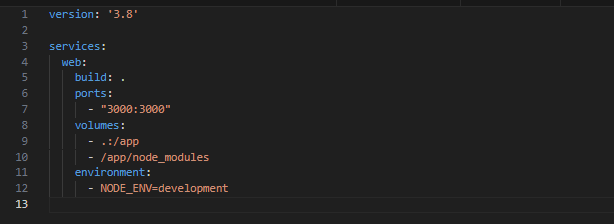 1 version: '3.8'
2
3 services:
4   web:
5     build: .
6     ports:
7       - "3000:3000"
8     volumes:
9       - .:/app
10       - /app/node_modules
11     environment:
12       - NODE_ENV=development
13